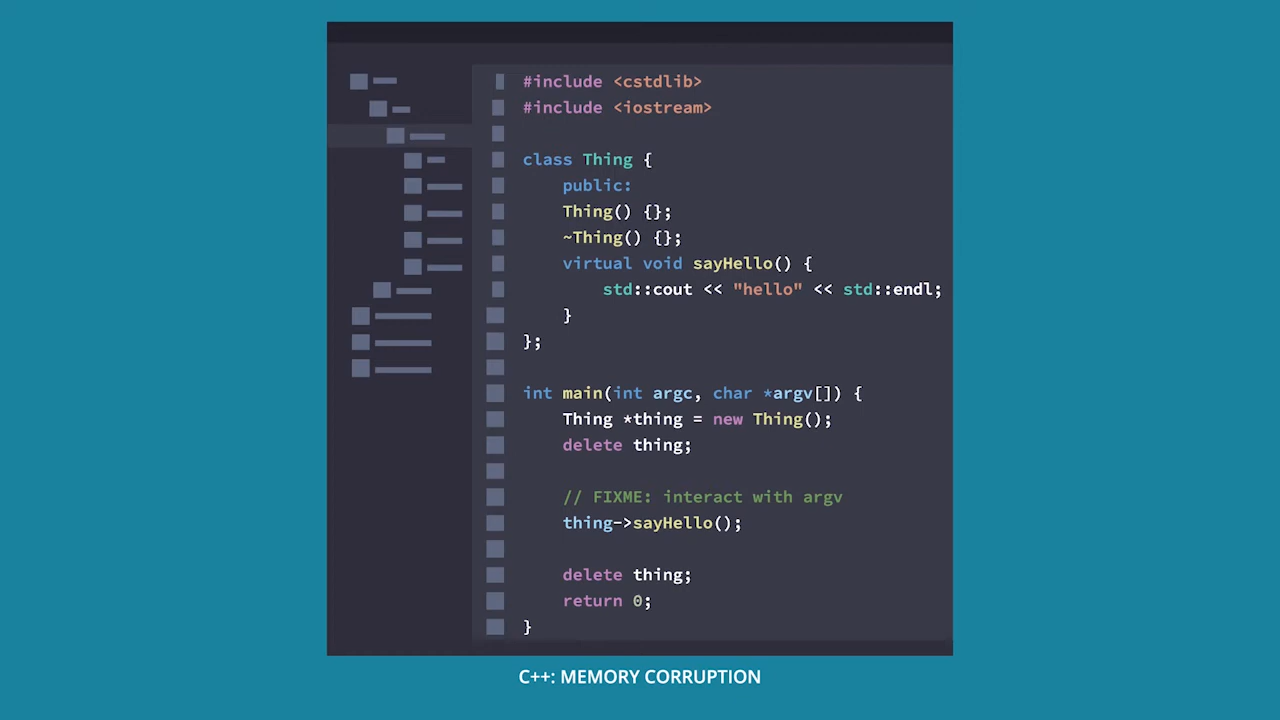 #include <cstdlib>
#include <iostream>

class Thing {
    public:
    Thing() {};
    ~Thing() {};
    virtual void sayHello() {
        std::cout << "hello" << std::endl;
    }
};

int main(int argc, char *argv[]) {
    Thing *thing = new Thing();
    delete thing;

    // FIXME: interact with argv
    thing->sayHello();

    delete thing;
    return 0;
}
C++: MEMORY CORRUPTION